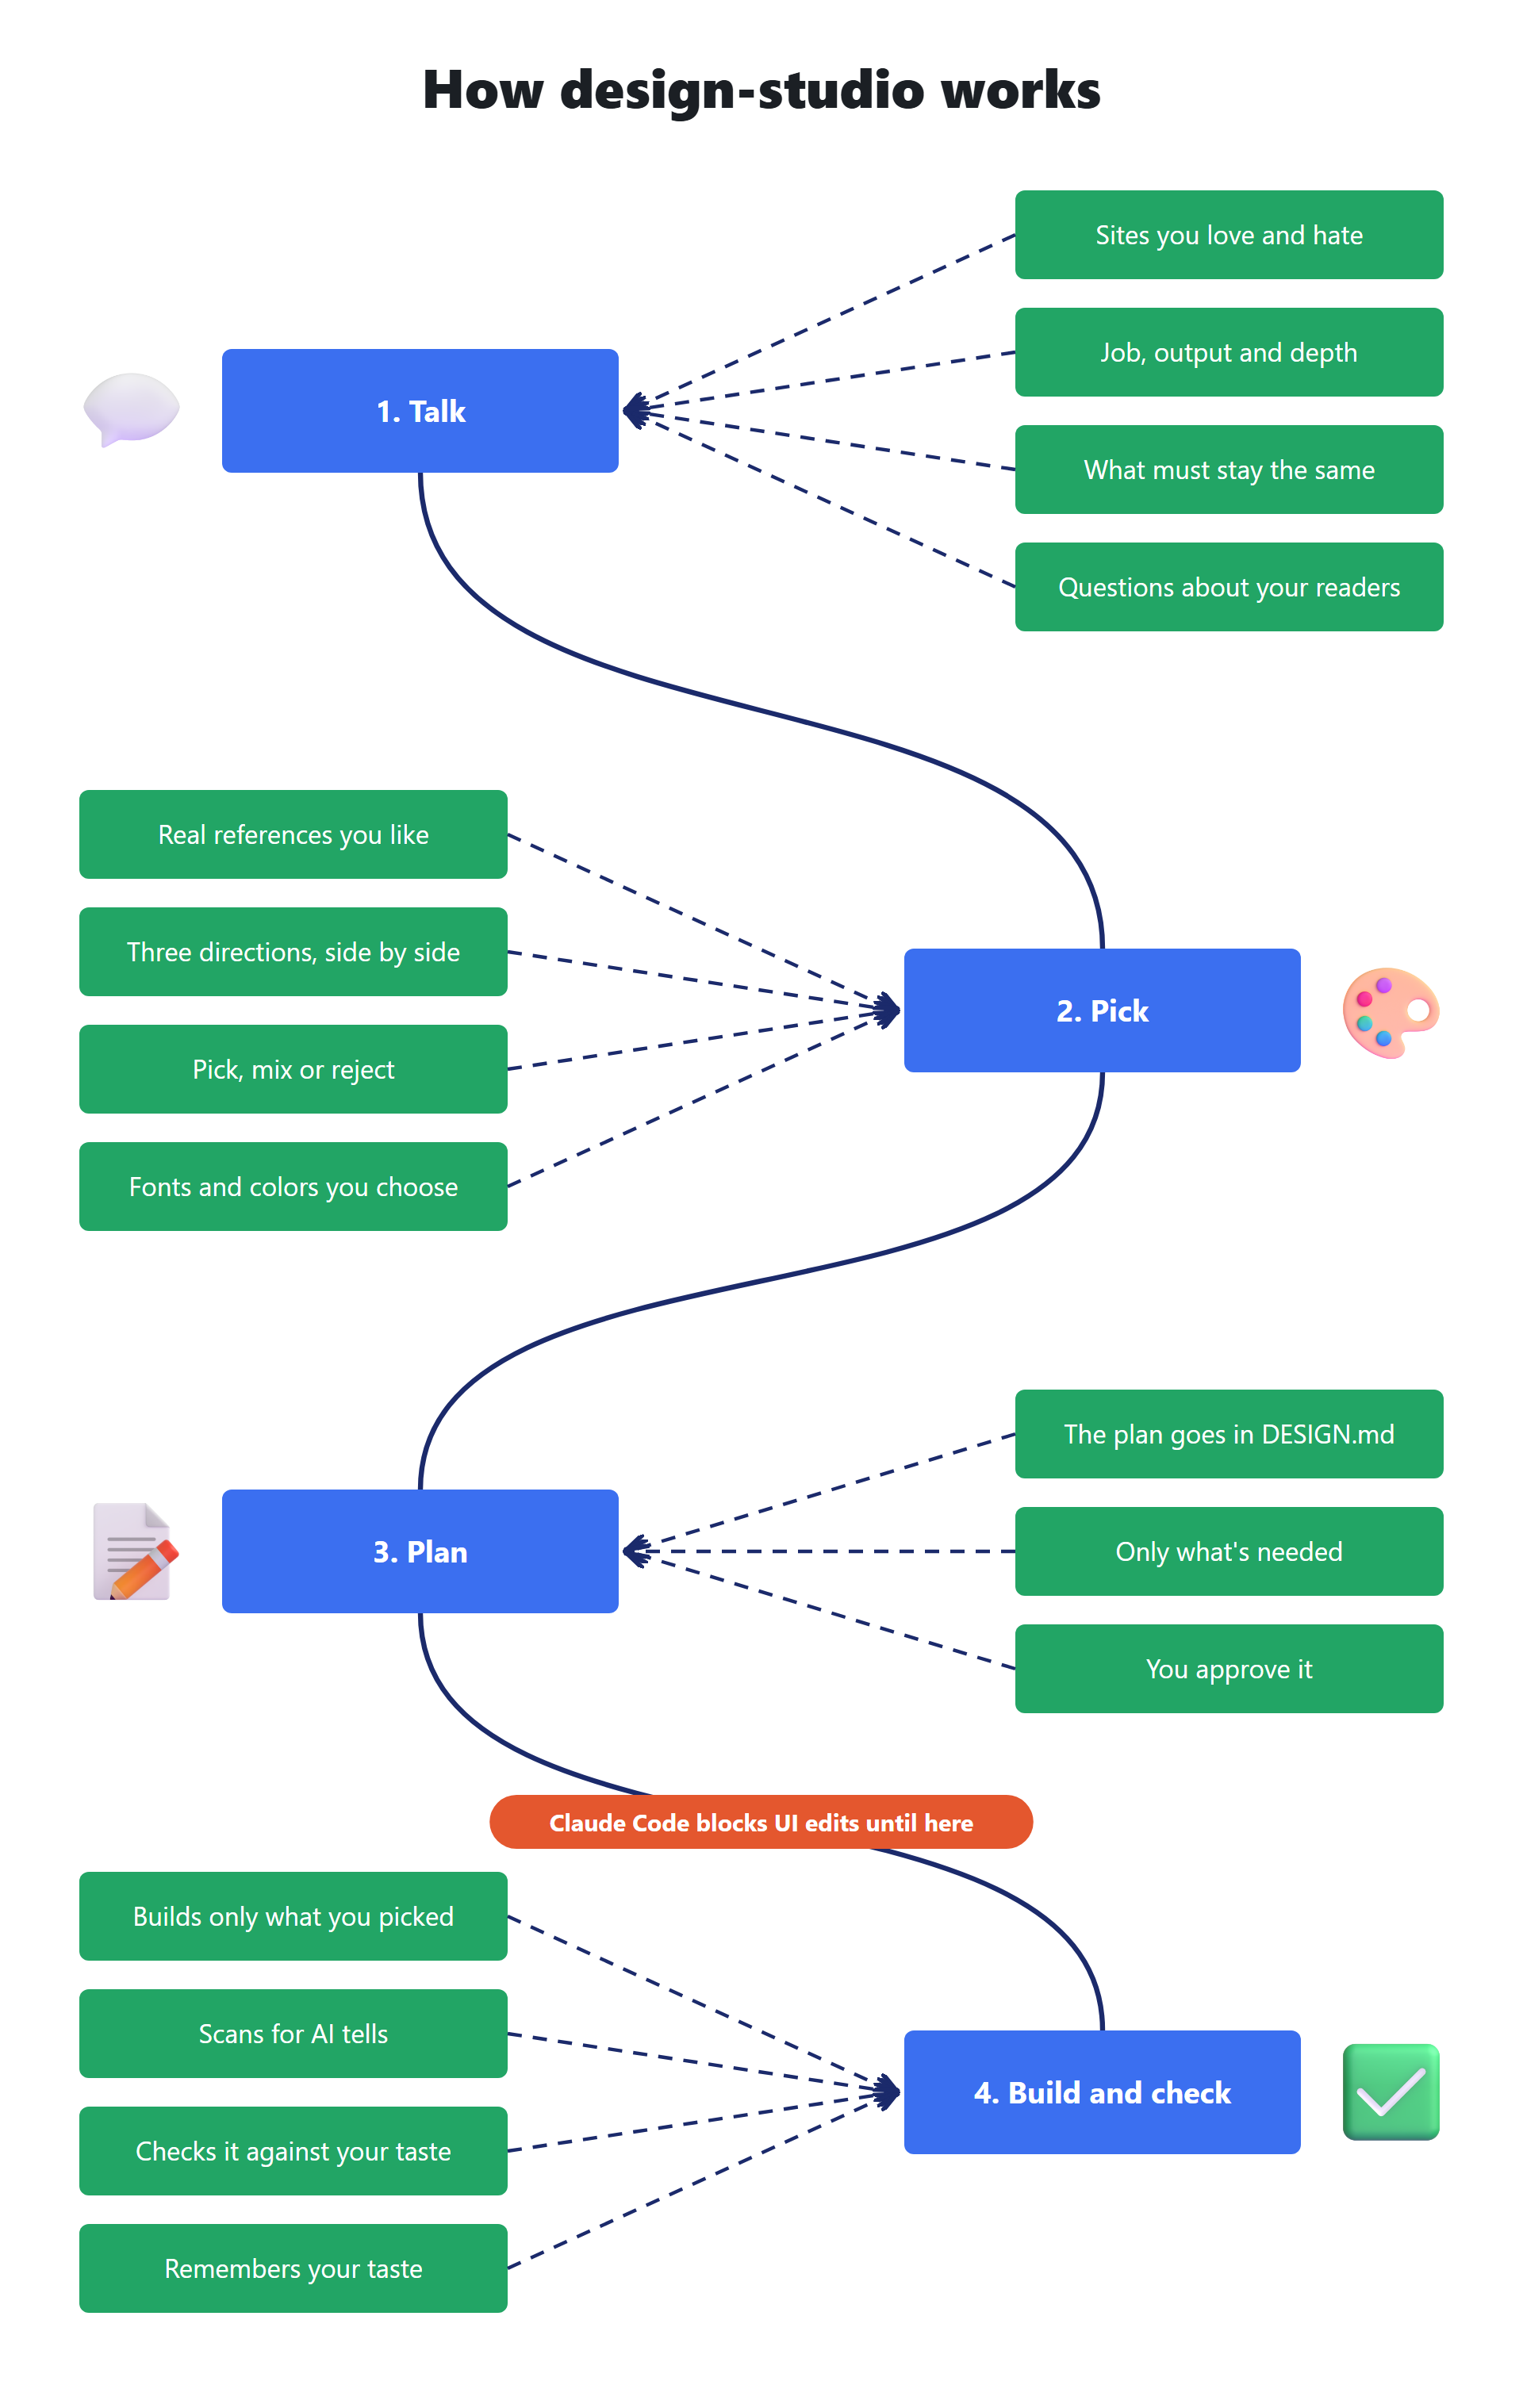 How design-studio works
1. Talk
Sites you love and hate
Job, output and depth
What must stay the same
Questions about your readers
2. Pick
Real references you like
Three directions, side by side
Pick, mix or reject
Fonts and colors you choose
3. Plan
The plan goes in DESIGN.md
Only what's needed
You approve it
Claude Code blocks UI edits until here
4. Build and check
Builds only what you picked
Scans for AI tells
Checks it against your taste
Remembers your taste